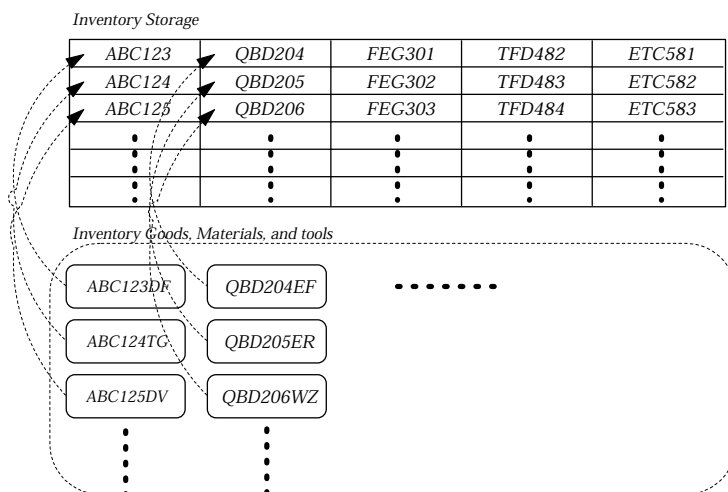 Inventory Storage
ABC123 QBD204 FEG301 TFD482 ETC581
ABC124 QBD205 FEG302 TFD483 ETC582
ABC125 QBD206 FEG303 TFD484 ETC583
Inventory Goods, Materials, and tools
ABC123DF QBD204EF
ABC124TG QBD205ER
ABC125DV QBD206WZ